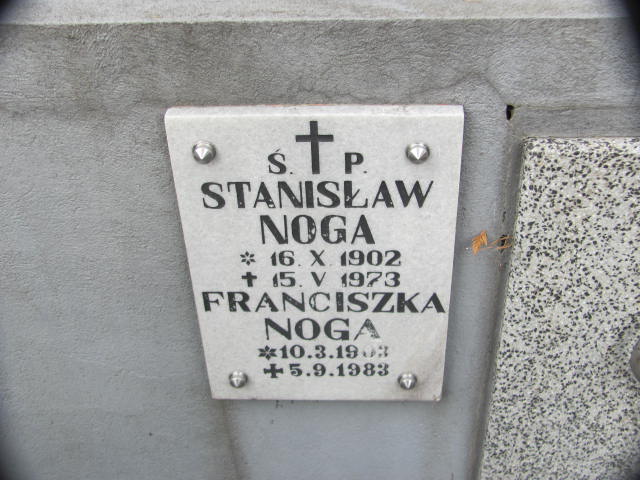 Ś. P.
STANISŁAW
NOGA
* 16. X. 1902
✝ 15. V. 1973
FRANCISZKA
NOGA
*10.3.1903
✝5.9.1983